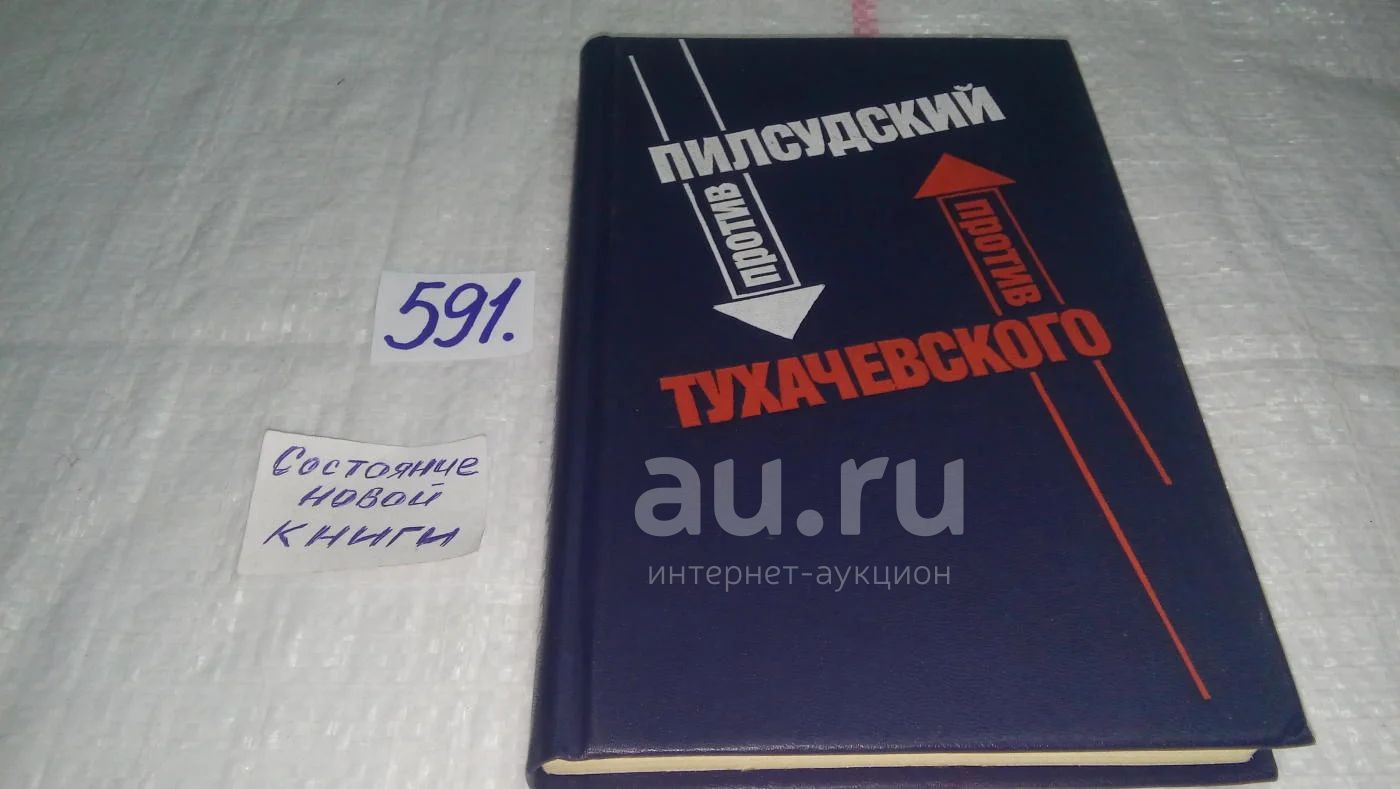 ПИЛСУДСКИЙ
против
против
ТУХАЧЕВСКОГО
591.
Состояние
новой
книги
au.ru
интернет-аукцион